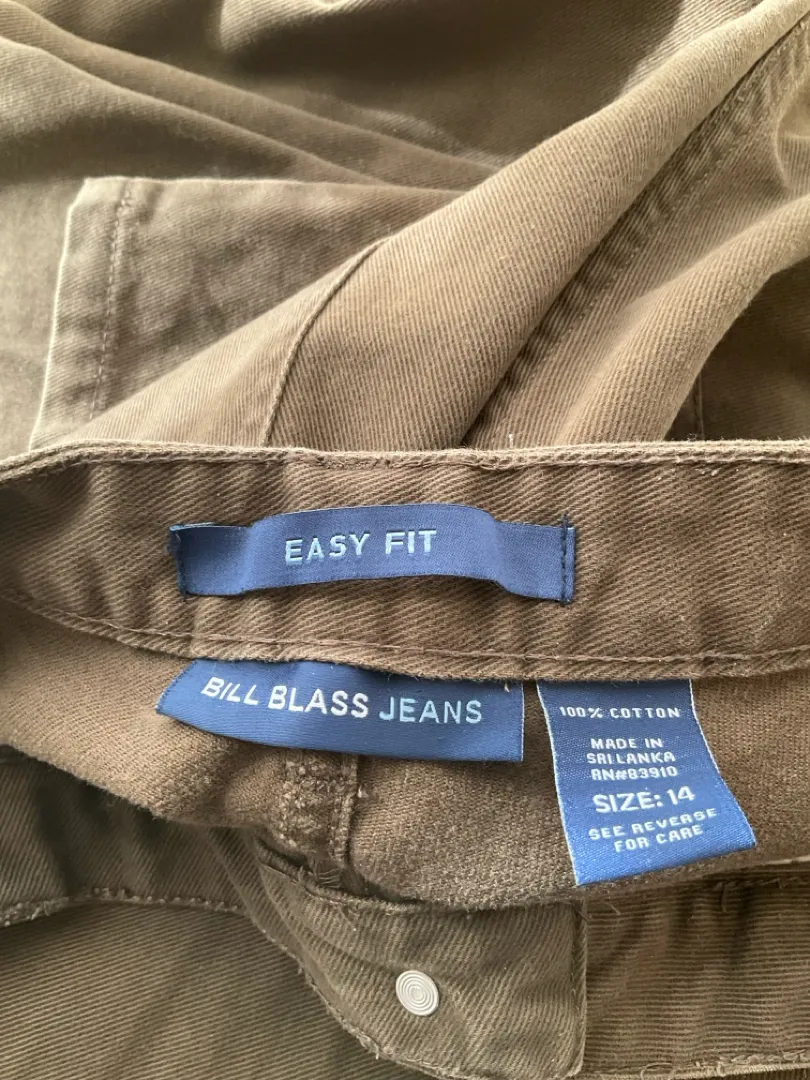 EASY FIT
BILL BLASS JEANS
100% COTTON
MADE IN
SRI LANKA
RN#83910
SIZE: 14
SEE REVERSE
FOR CARE